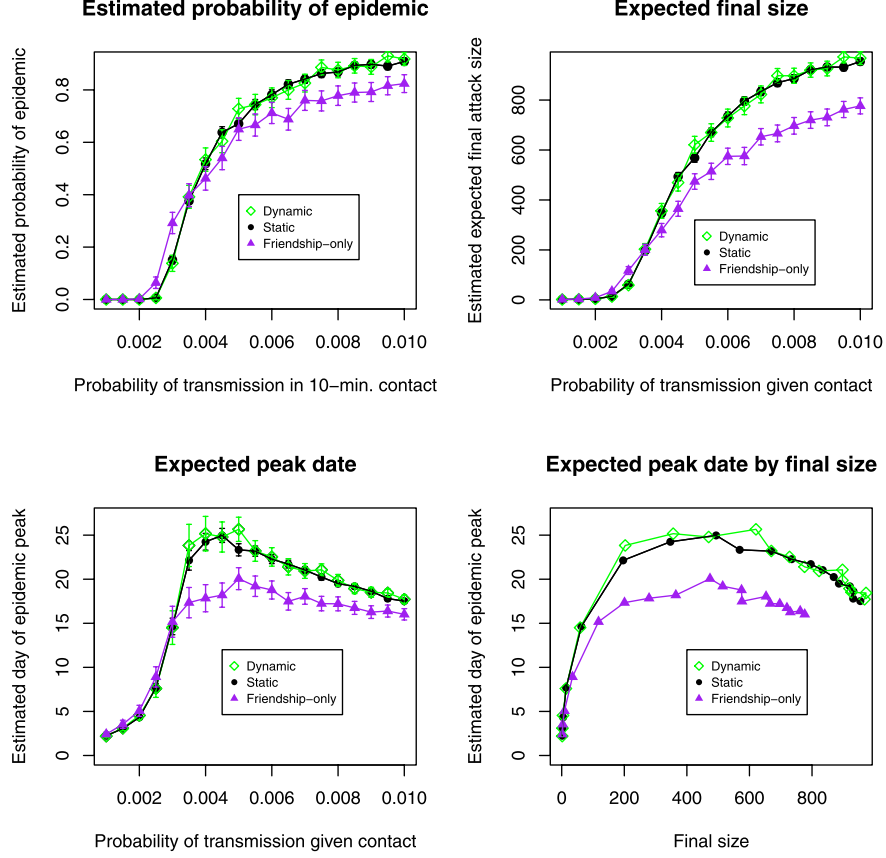 Estimated probability of epidemic
Estimated probability of epidemic
0.0
0.2
0.4
0.6
0.8
Dynamic
Static
Friendship−only
0.002
0.004
0.006
0.008
0.010
Probability of transmission in 10−min. contact
Expected final size
Estimated expected final attack size
0
200
400
600
800
Dynamic
Static
Friendship−only
0.002
0.004
0.006
0.008
0.010
Probability of transmission given contact
Expected peak date
Estimated day of epidemic peak
0
5
10
15
20
25
Dynamic
Static
Friendship−only
0.002
0.004
0.006
0.008
0.010
Probability of transmission given contact
Expected peak date by final size
Estimated day of epidemic peak
0
5
10
15
20
25
Dynamic
Static
Friendship−only
0
200
400
600
800
Final size